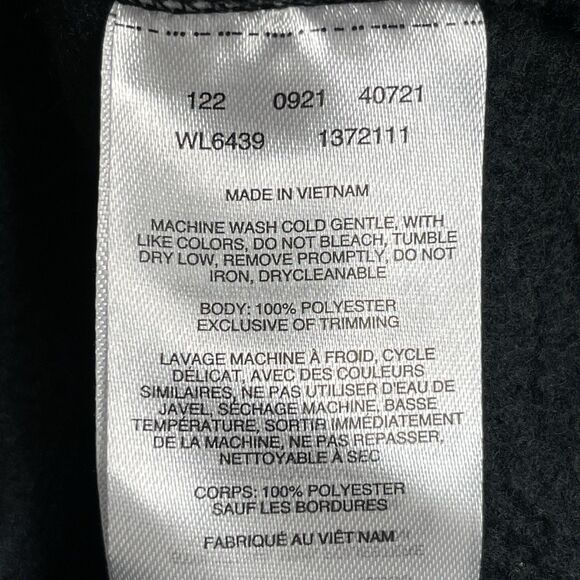 122 0921 40721
WL6439 1372111
MADE IN VIETNAM
MACHINE WASH COLD GENTLE, WITH
LIKE COLORS, DO NOT BLEACH, TUMBLE
DRY LOW, REMOVE PROMPTLY, DO NOT
IRON, DRYCLEANABLE
BODY: 100% POLYESTER
EXCLUSIVE OF TRIMMING
LAVAGE MACHINE À FROID, CYCLE
DÉLICAT, AVEC DES COULEURS
SIMILAIRES, NE PAS UTILISER D'EAU DE
JAVEL, SÉCHAGE MACHINE, BASSE
TEMPÉRATURE, SORTIR IMMÉDIATEMENT
DE LA MACHINE, NE PAS REPASSER,
NETTOYABLE À SEC
CORPS: 100% POLYESTER
SAUF LES BORDURES
FABRIQUÉ AU VIÊT NAM